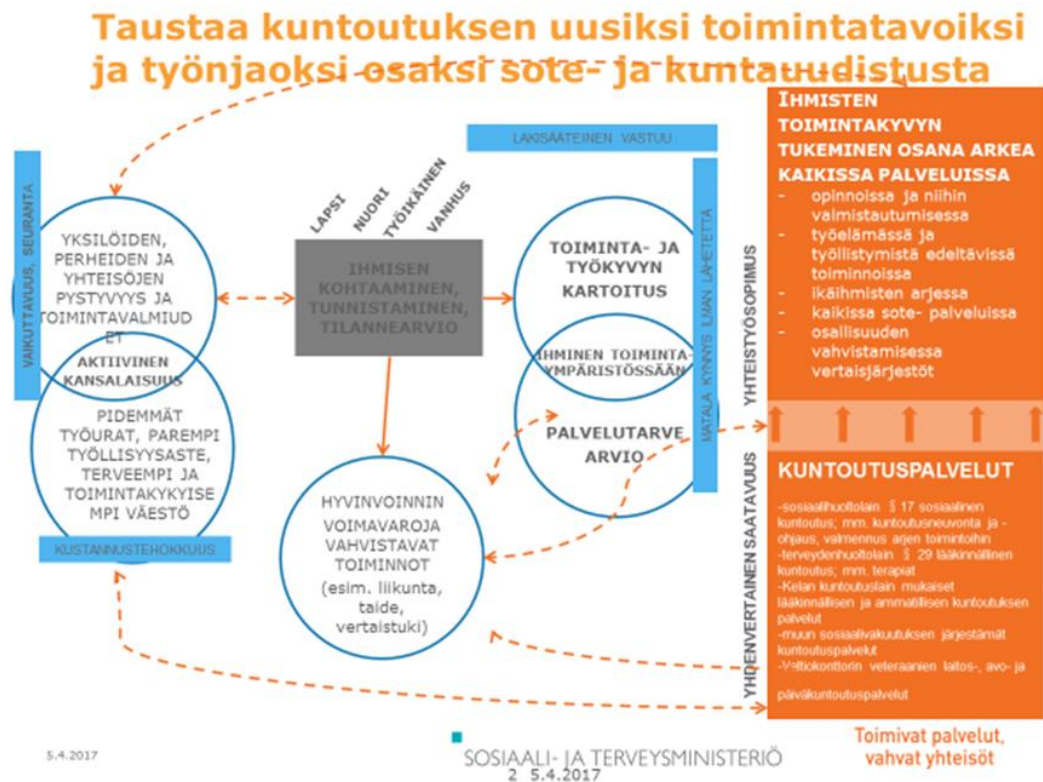 Taustaa kuntoutuksen uusiksi toimintatavoiksi
ja työnjaoksi osaksi sote- ja kuntauudistusta
VAIKUTTAVUUS, SEURANTA
YKSILÖIDEN,
PERHEIDEN JA
YHTEISÖJEN
PYSTYVYYS JA
TOIMINTAVALMIUD
ET
AKTIIVINEN
KANSALAISUUS
PIDEMMÄT
TYÖURAT, PAREMPI
TYÖLLISYYSASTE,
TERVEEMPI JA
TOIMINTAKYKYISE
MPI VÄESTÖ
KUSTANNUSTEHOKKUUS
LAPSI
NUORI
TYÖIKÄINEN
VANHUS
IHMISEN
KOHTAAMINEN,
TUNNISTAMINEN,
TILANNEARVIO
HYVINVOINNIN
VOIMAVAROJA
VAHVISTAVAT
TOIMINNOT
(esim. liikunta,
taide,
vertaistuki)
LAKISÄÄTEINEN VASTUU
TOIMINTA- JA
TYÖKYVYN
KARTOITUS
IHMINEN TOIMINTA-
YMPÄRISTÖSSÄÄN
PALVELUTARVE
ARVIO
MATALA KYNNYS ILMAN LÄHETETTÄ
YHTEISTYÖSOPIMUS
YHDENVERTAINEN SAATAVUUS
IHMISTEN
TOIMINTAKYVYN
TUKEMINEN OSANA ARKEA
KAIKISSA PALVELUISSA
- opinnoissa ja niihin
valmistautumisessa
- työelämässä ja
työllistymistä edeltävissä
toiminnoissa
- ikäihmisten arjessa
- kaikissa sote- palveluissa
- osallisuuden
vahvistamisessa
vertaisjärjestöt
KUNTOUTUSPALVELUT
-sosiaalihuoltolain § 17 sosiaalinen
kuntoutus; mm. kuntoutusneuvonta ja -
ohjaus, valmennus arjen toimintoihin
-terveydenhuoltolain § 29 lääkinnällinen
kuntoutus; mm. terapiat
-Kelan kuntoutuslain mukaiset
lääkinnällisen ja ammatillisen kuntoutuksen
palvelut
-muun sosiaalivakuutuksen järjestämät
kuntoutuspalvelut
-Valtiokonttorin veteraanien laitos-, avo- ja
päiväkuntoutuspalvelut
5.4.2017
SOSIAALI- JA TERVEYSMINISTERIÖ
2 5.4.2017
Toimivat palvelut,
vahvat yhteisöt